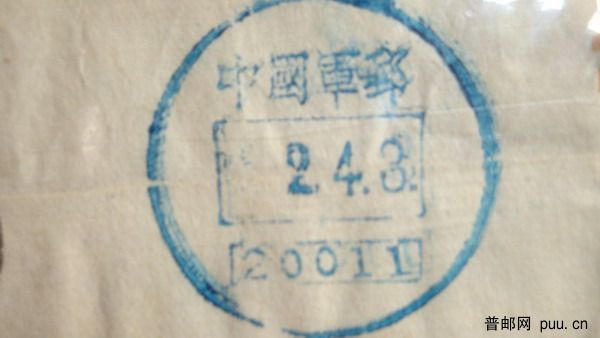 中國軍郵
2.4.3.
20011
普邮网 puu.cn